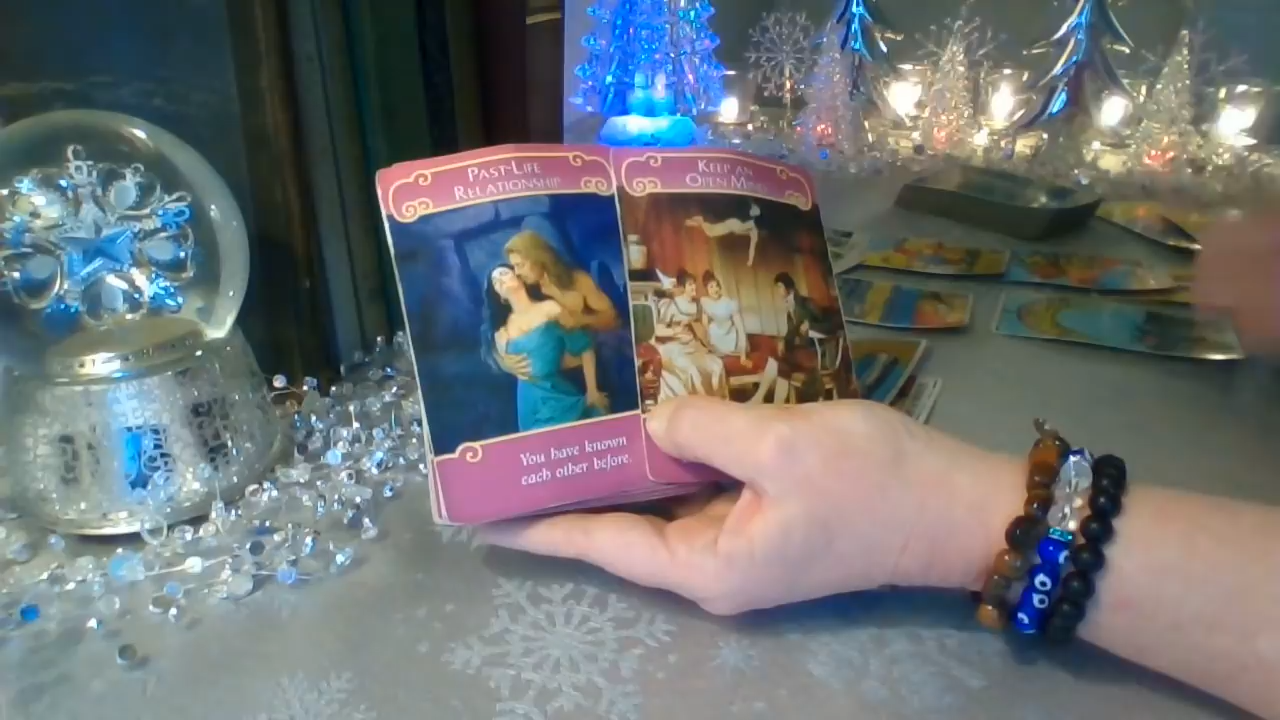 PAST-LIFE
RELATIONSHIP
KEEP AN
OPEN MIND
You have known
each other before.